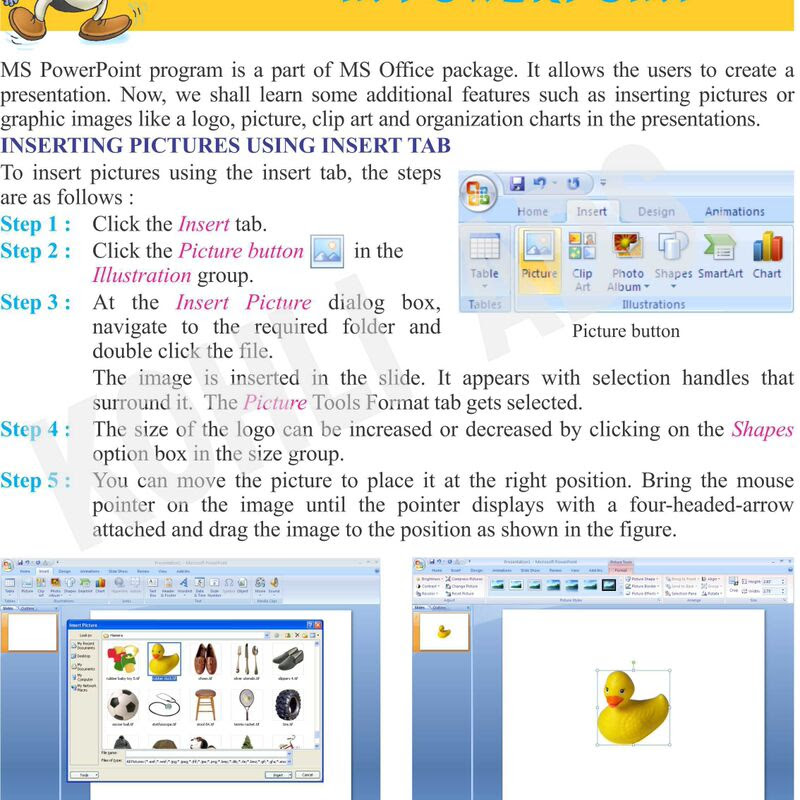 IN POWERPOINT
MS PowerPoint program is a part of MS Office package. It allows the users to create a
presentation. Now, we shall learn some additional features such as inserting pictures or
graphic images like a logo, picture, clip art and organization charts in the presentations.
INSERTING PICTURES USING INSERT TAB
To insert pictures using the insert tab, the steps
are as follows :
Step 1 : Click the Insert tab.
Step 2 : Click the Picture button in the
Illustration group.
Step 3 : At the Insert Picture dialog box,
navigate to the required folder and
double click the file.
Home Insert Design Animations
Table Picture Clip Art Photo Album Shapes SmartArt Chart
Tables Illustrations
Picture button
The image is inserted in the slide. It appears with selection handles that
surround it. The Picture Tools Format tab gets selected.
Step 4 : The size of the logo can be increased or decreased by clicking on the Shapes
option box in the size group.
Step 5 : You can move the picture to place it at the right position. Bring the mouse
pointer on the image until the pointer displays with a four-headed-arrow
attached and drag the image to the position as shown in the figure.
Insert Picture
Look in:
My Recent Documents
Desktop
My Documents
My Computer
My Network Places
rubber baby toy 5.tif
shoes.tif
silver utensils.tif
slippers 4.tif
soccer ball.tif
stethoscope.tif
stool 04.tif
tennis racket.tif
tire.tif
File name:
Files of type:
Tools Insert Cancel